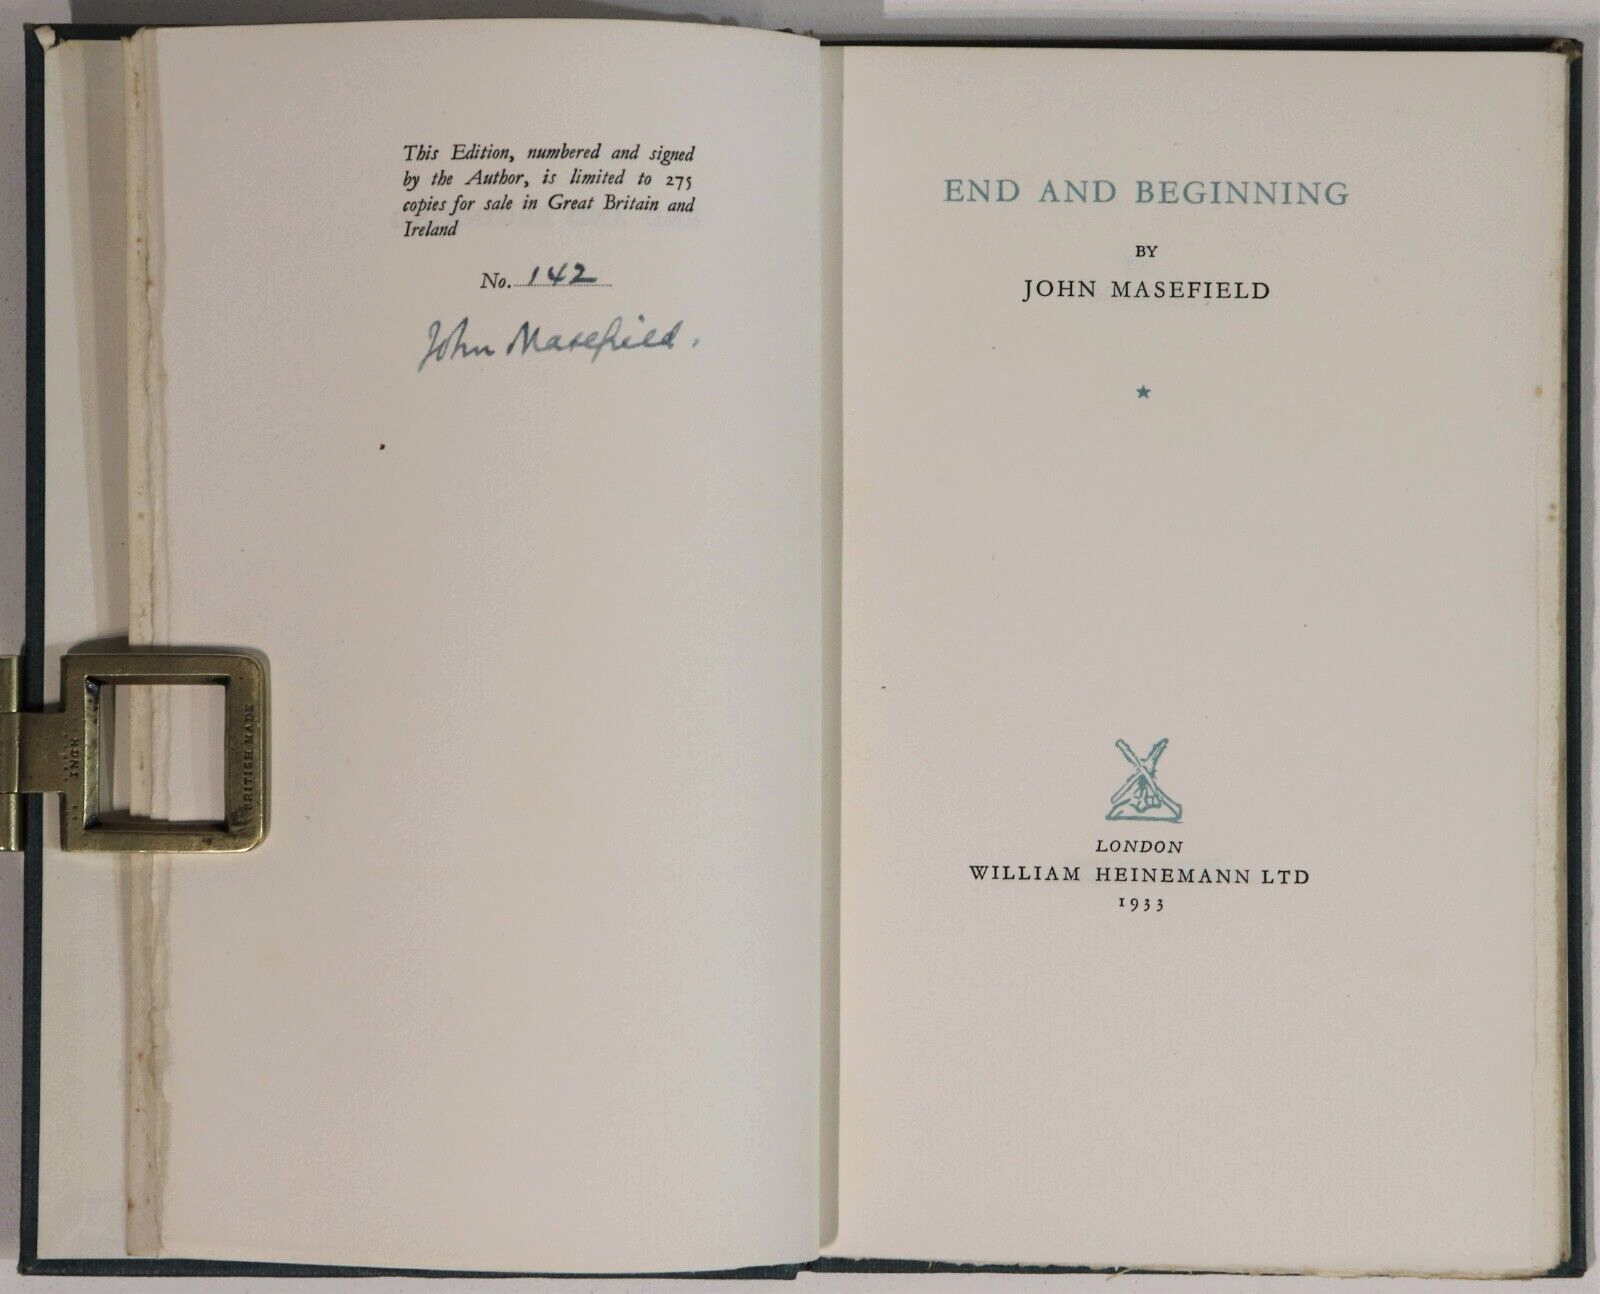 This Edition, numbered and signed
by the Author, is limited to 275
copies for sale in Great Britain and
Ireland
No. 142
John Masefield.
BRITISH MADE
END AND BEGINNING
BY
JOHN MASEFIELD
★
LONDON
WILLIAM HEINEMANN LTD
1933